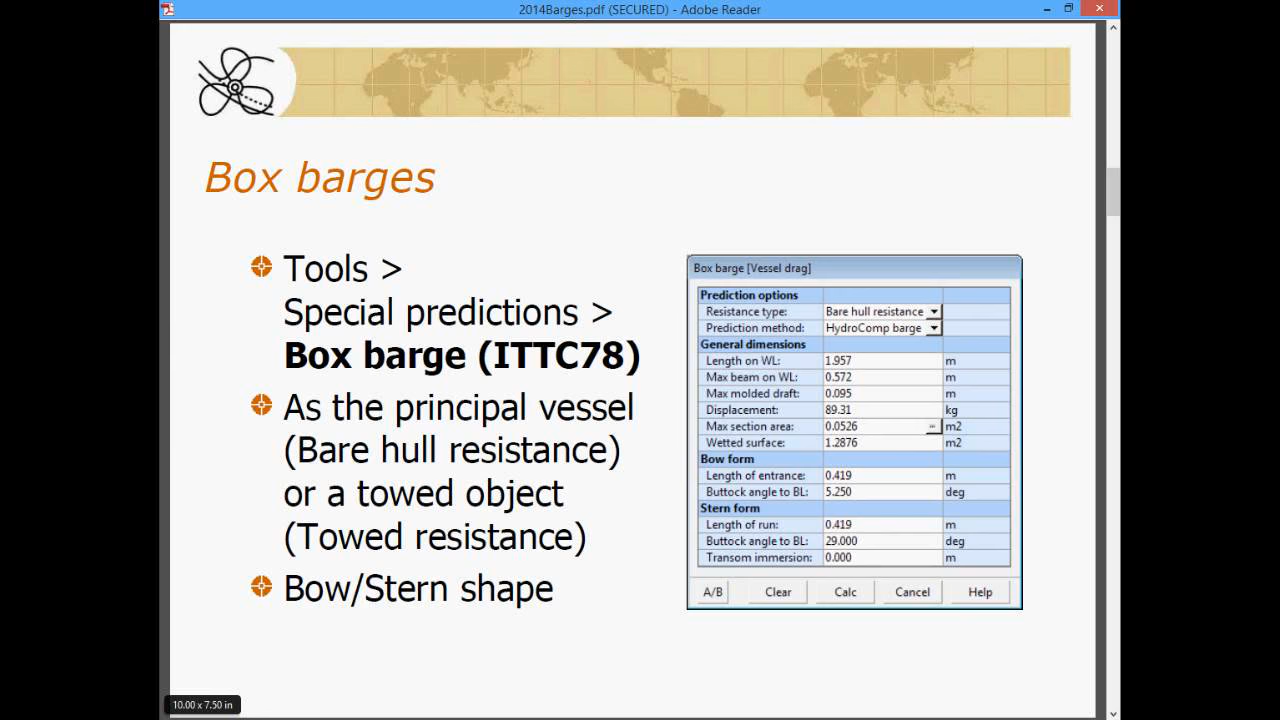 2014Barges.pdf (SECURED) - Adobe Reader
Box barges
Tools >
Special predictions >
Box barge (ITTC78)
As the principal vessel
(Bare hull resistance)
or a towed object
(Towed resistance)
Bow/Stern shape
Box barge [Vessel drag]
Prediction options
Resistance type: Bare hull resistance
Prediction method: HydroComp barge
General dimensions
Length on WL: 1.957 m
Max beam on WL: 0.572 m
Max molded draft: 0.095 m
Displacement: 89.31 kg
Max section area: 0.0526 m2
Wetted surface: 1.2876 m2
Bow form
Length of entrance: 0.419 m
Buttock angle to BL: 5.250 deg
Stern form
Length of run: 0.419 m
Buttock angle to BL: 29.000 deg
Transom immersion: 0.000 m
A/B Clear Calc Cancel Help
10.00 x 7.50 in